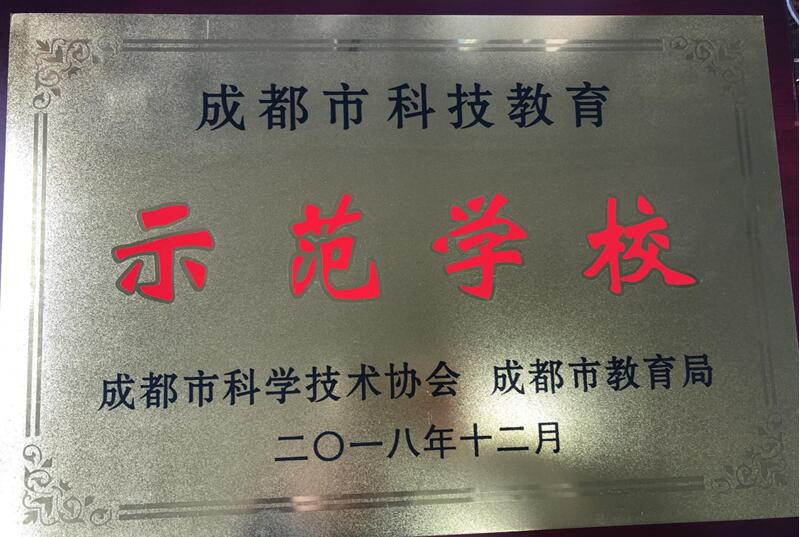 成都市科技教育
示范学校
成都市科学技术协会 成都市教育局
二〇一八年十二月